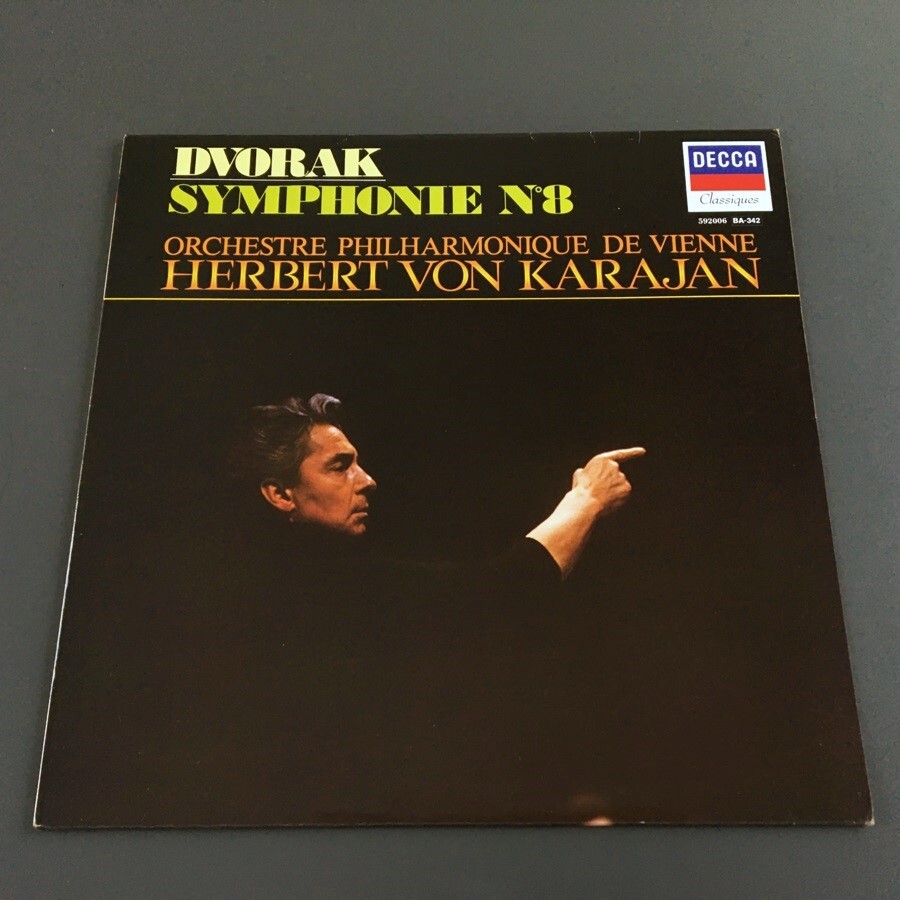 DVORAK
SYMPHONIE N°8
ORCHESTRE PHILHARMONIQUE DE VIENNE
HERBERT VON KARAJAN
DECCA
Classiques
592006 BA-342